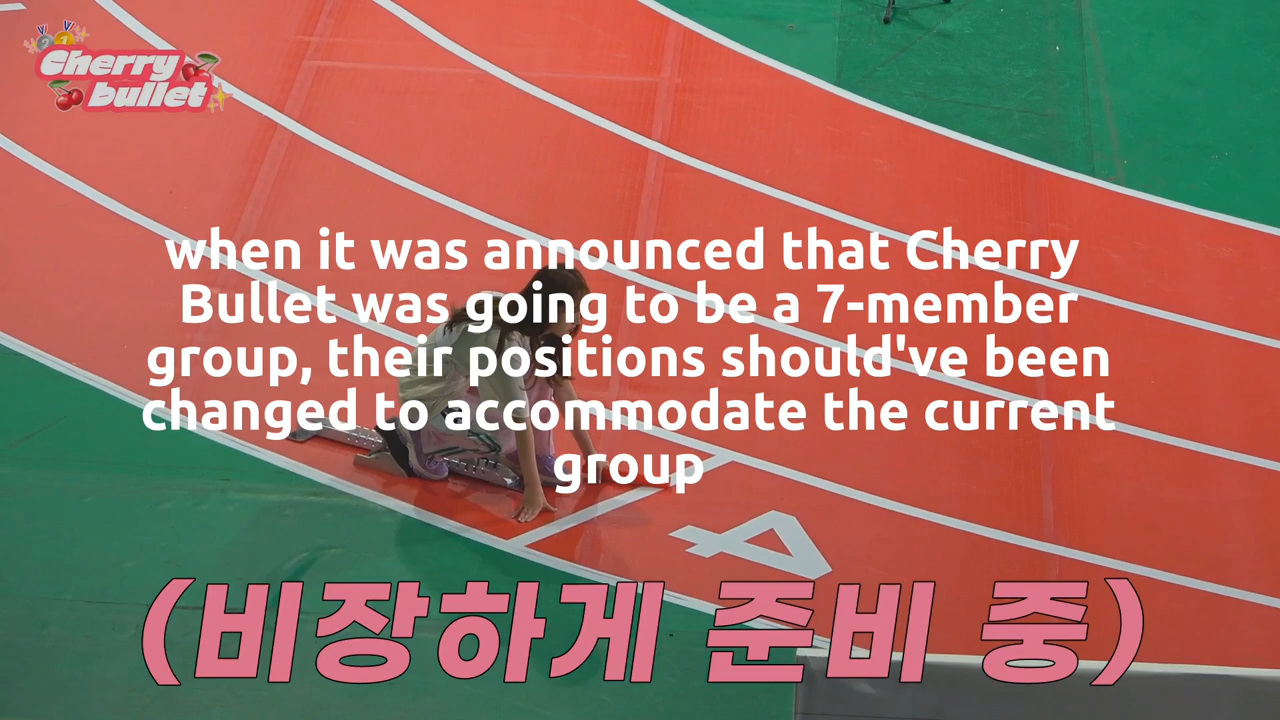 Cherry
bullet
when it was announced that Cherry
Bullet was going to be a 7-member
group, their positions should've been
changed to accommodate the current
group
4
(비장하게 준비 중)